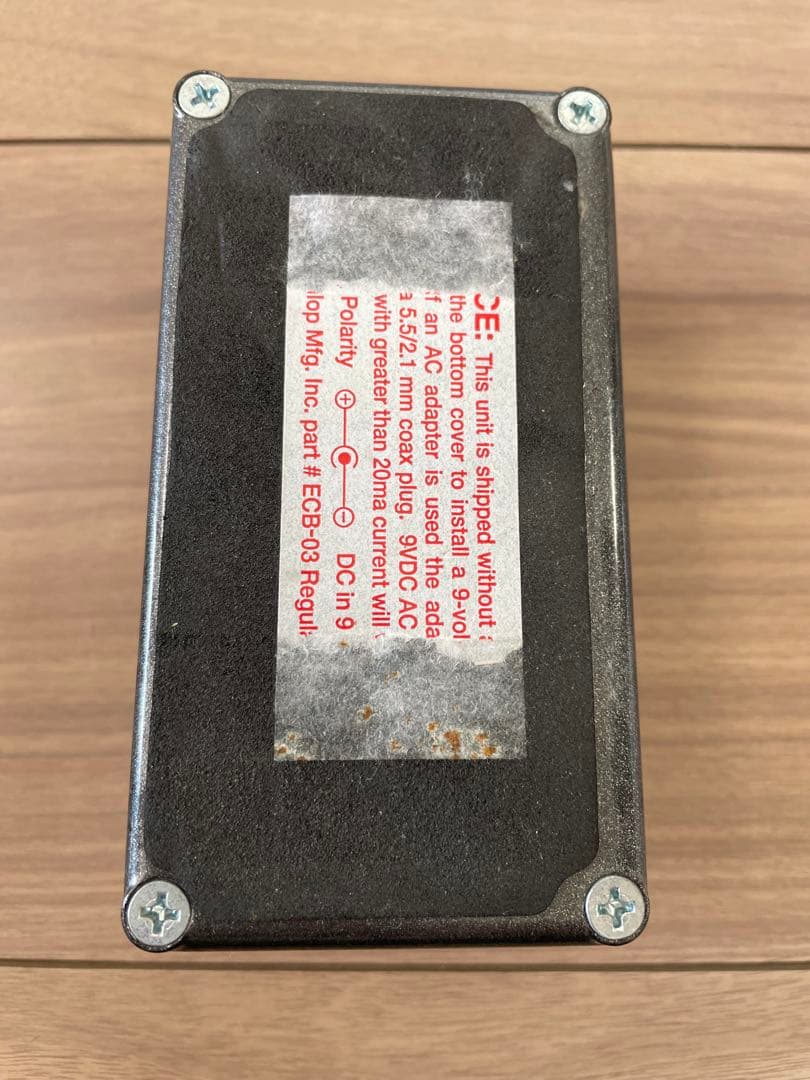 CE: This unit is shipped without
the bottom cover to install a 9-vol
f an AC adapter is used the ada
a 5.5/2.1 mm coax plug. 9VDC AC
with greater than 20ma current will
Polarity + − DC in 9
lop Mfg. Inc. part # ECB-03 Regula